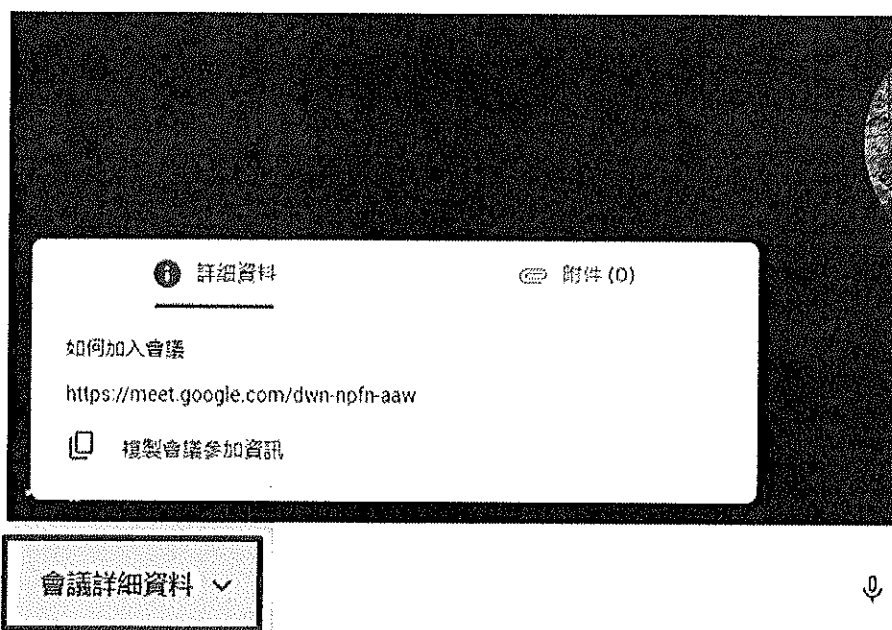 詳細資料
附件 (0)
如何加入會議
https://meet.google.com/dwn-npfn-aaw
複製會議參加資訊
會議詳細資料